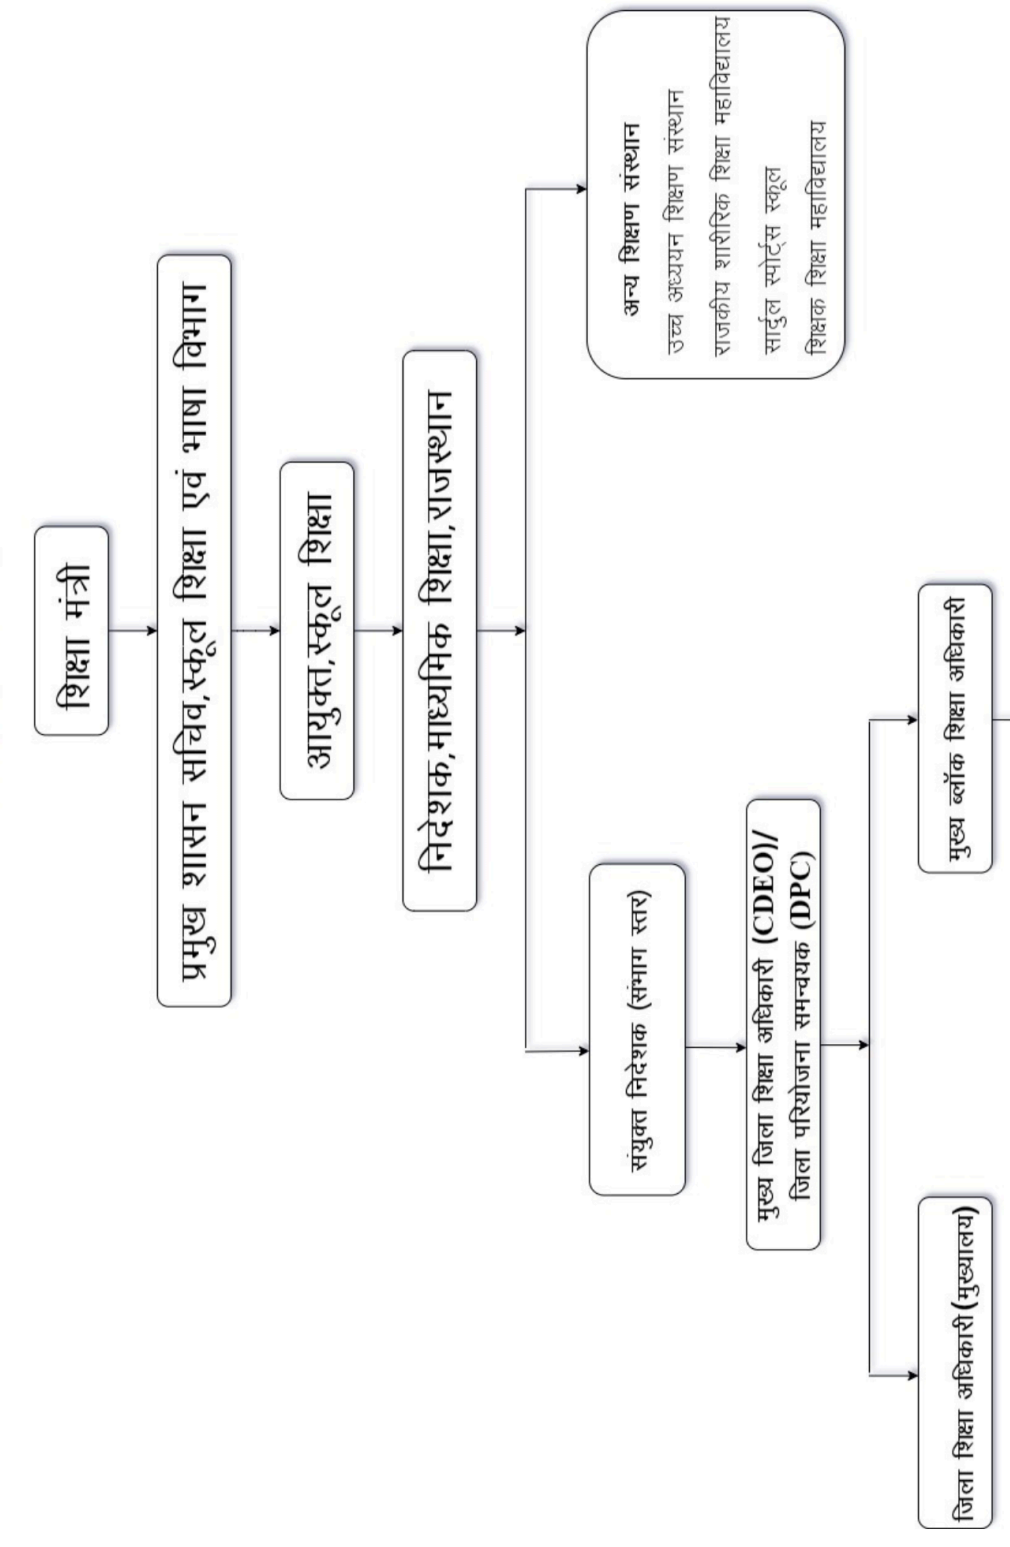 शिक्षा मंत्री
प्रमुख शासन सचिव,स्कूल शिक्षा एवं भाषा विभाग
आयुक्त,स्कूल शिक्षा
निदेशक,माध्यमिक शिक्षा,राजस्थान
संयुक्त निदेशक (संभाग स्तर)
अन्य शिक्षण संस्थान
उच्च अध्ययन शिक्षण संस्थान
राजकीय शारीरिक शिक्षा महाविद्यालय
सार्दुल स्पोर्ट्स स्कूल
शिक्षक शिक्षा महाविद्यालय
मुख्य जिला शिक्षा अधिकारी (CDEO)/
जिला परियोजना समन्वयक (DPC)
जिला शिक्षा अधिकारी(मुख्यालय)
मुख्य ब्लॉक शिक्षा अधिकारी